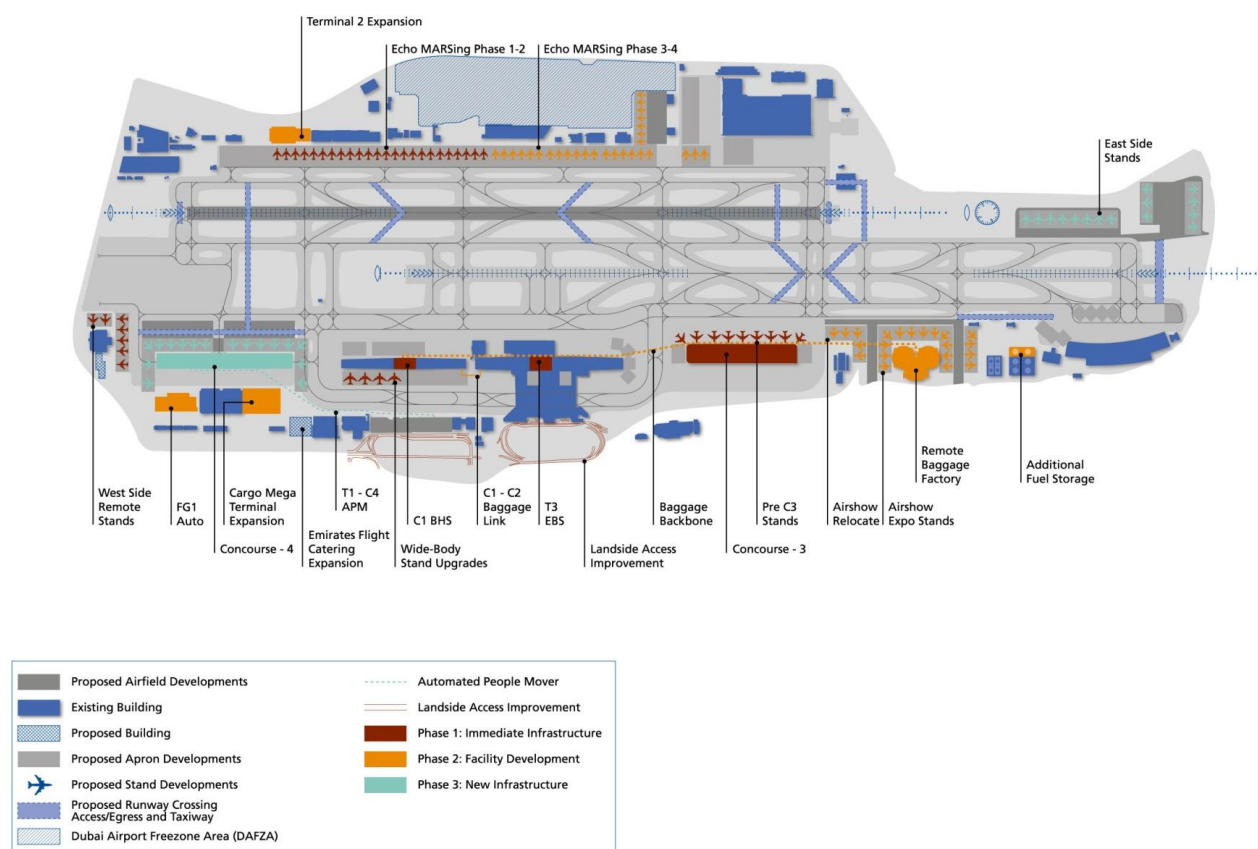 Terminal 2 Expansion
Echo MARSing Phase 1-2
Echo MARSing Phase 3-4
East Side
Stands
West Side
Remote
Stands
FG1
Auto
Cargo Mega
Terminal
Expansion
Concourse - 4
Emirates Flight
Catering
Expansion
T1 - C4
APM
C1 BHS
Wide-Body
Stand Upgrades
C1 - C2
Baggage
Link
T3
EBS
Landside Access
Improvement
Baggage
Backbone
Pre C3
Stands
Concourse - 3
Airshow
Relocate
Airshow
Expo Stands
Remote
Baggage
Factory
Additional
Fuel Storage
Proposed Airfield Developments
Existing Building
Proposed Building
Proposed Apron Developments
Proposed Stand Developments
Proposed Runway Crossing
Access/Egress and Taxiway
Dubai Airport Freezone Area (DAFZA)
Automated People Mover
Landside Access Improvement
Phase 1: Immediate Infrastructure
Phase 2: Facility Development
Phase 3: New Infrastructure